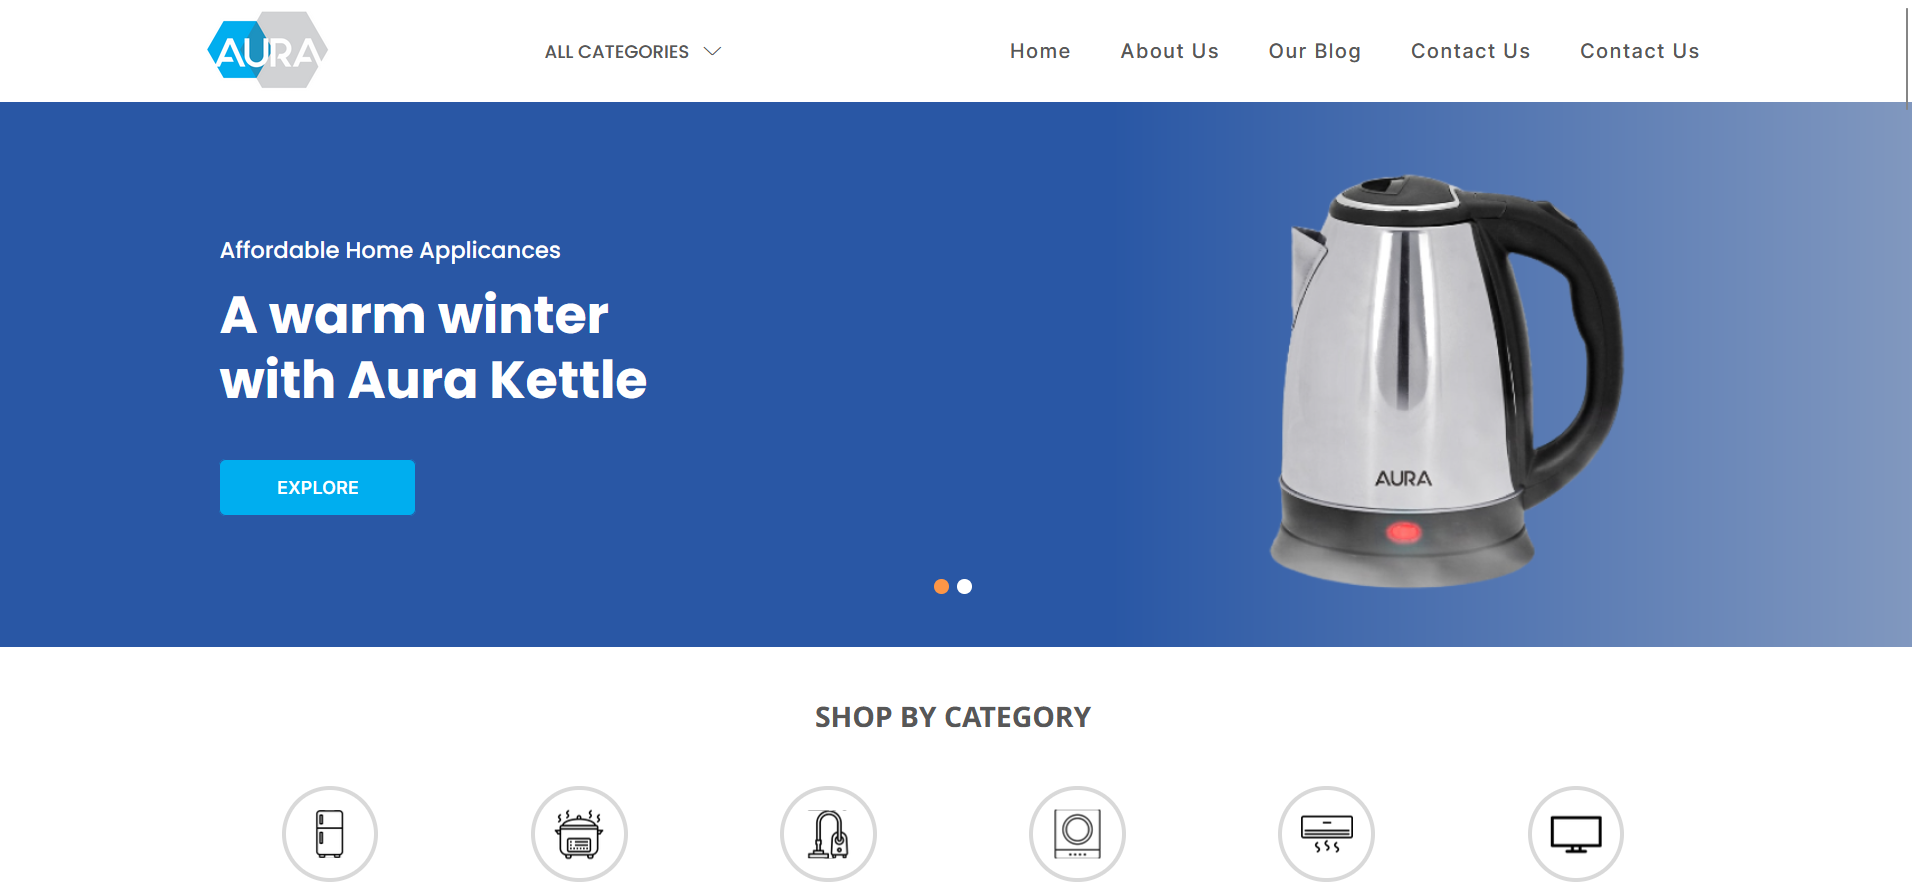 AURA
ALL CATEGORIES
Home
About Us
Our Blog
Contact Us
Contact Us
Affordable Home Applicances
A warm winter
with Aura Kettle
EXPLORE
AURA
SHOP BY CATEGORY